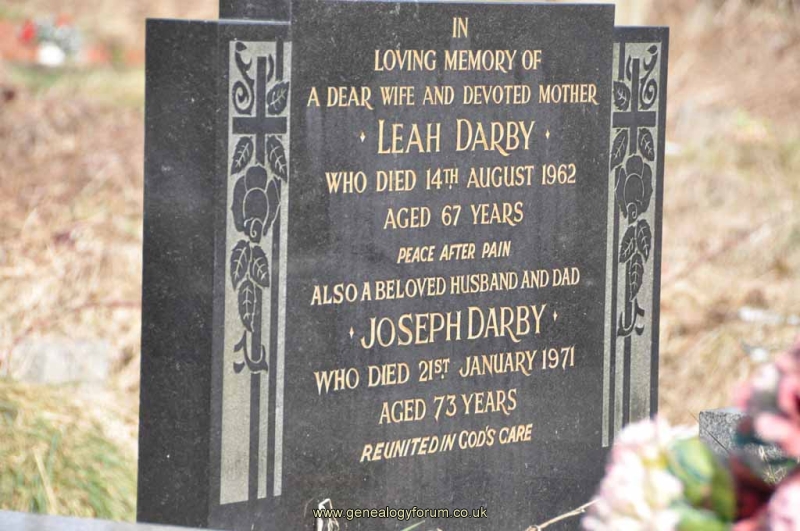 IN
LOVING MEMORY OF
A DEAR WIFE AND DEVOTED MOTHER
· LEAH DARBY ·
WHO DIED 14TH AUGUST 1962
AGED 67 YEARS
PEACE AFTER PAIN
ALSO A BELOVED HUSBAND AND DAD
· JOSEPH DARBY ·
WHO DIED 21ST JANUARY 1971
AGED 73 YEARS
REUNITED IN GOD'S CARE
www.genealogyforum.co.uk